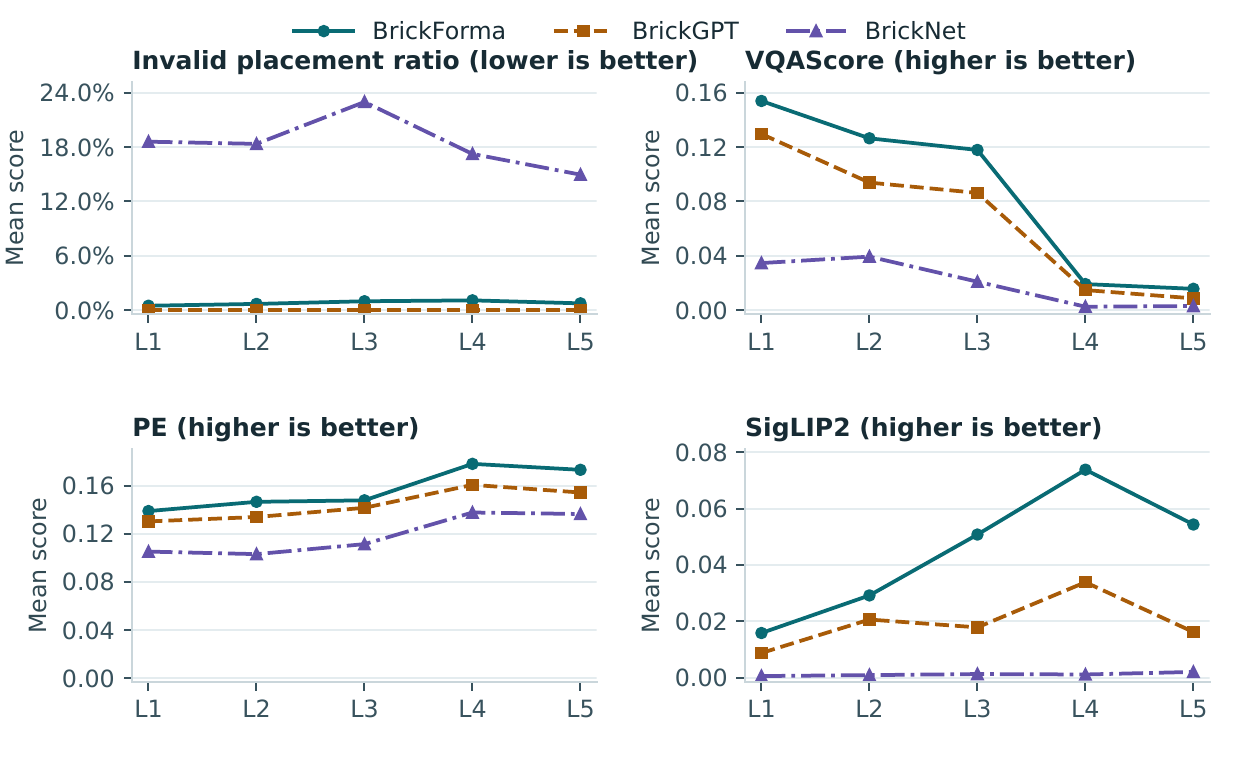 BrickForma BrickGPT BrickNet
Invalid placement ratio (lower is better)
Mean score
24.0%
18.0%
12.0%
6.0%
0.0%
L1 L2 L3 L4 L5
VQAScore (higher is better)
Mean score
0.16
0.12
0.08
0.04
0.00
L1 L2 L3 L4 L5
PE (higher is better)
Mean score
0.16
0.12
0.08
0.04
0.00
L1 L2 L3 L4 L5
SigLIP2 (higher is better)
Mean score
0.08
0.06
0.04
0.02
0.00
L1 L2 L3 L4 L5